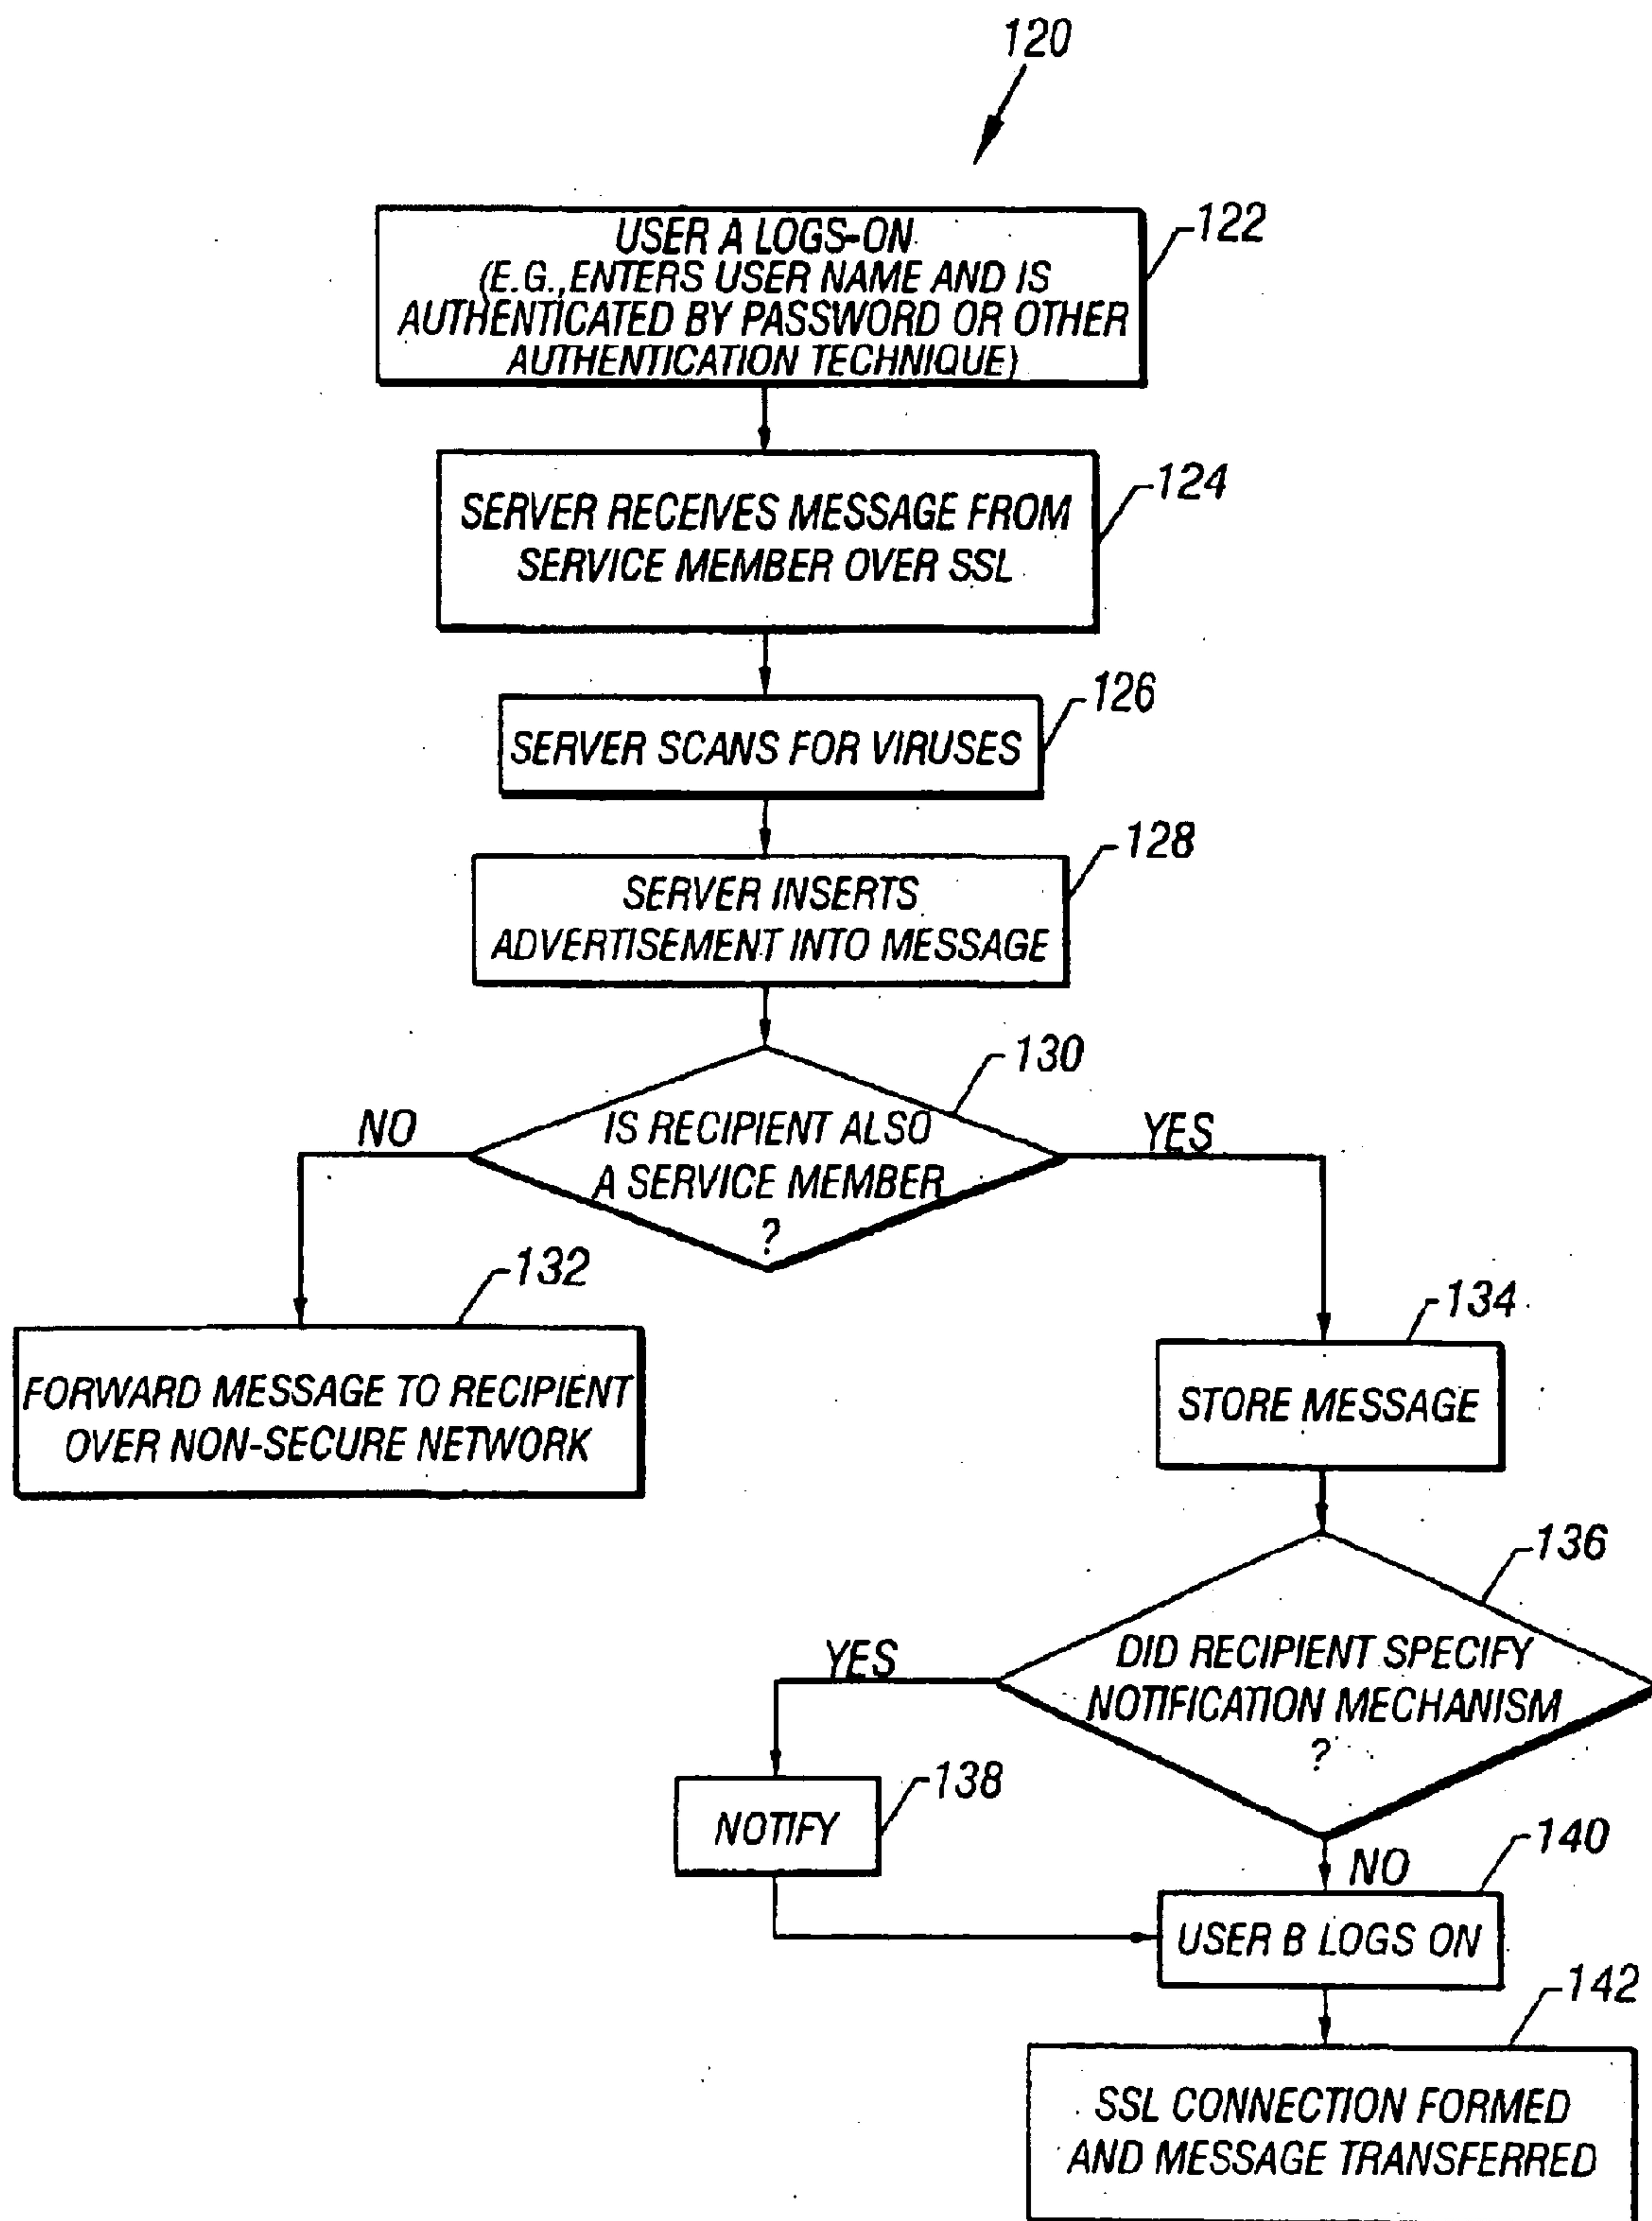 120
USER A LOGS-ON
(E.G.,ENTERS USER NAME AND IS
AUTHENTICATED BY PASSWORD OR OTHER
AUTHENTICATION TECHNIQUE)
122
SERVER RECEIVES MESSAGE FROM
SERVICE MEMBER OVER SSL
124
SERVER SCANS FOR VIRUSES
126
SERVER INSERTS
ADVERTISEMENT INTO MESSAGE
128
IS RECIPIENT ALSO
A SERVICE MEMBER
?
130
NO
YES
FORWARD MESSAGE TO RECIPIENT
OVER NON-SECURE NETWORK
132
STORE MESSAGE
134
DID RECIPIENT SPECIFY
NOTIFICATION MECHANISM
?
136
YES
NOTIFY
138
NO
USER B LOGS ON
140
SSL CONNECTION FORMED
AND MESSAGE TRANSFERRED
142